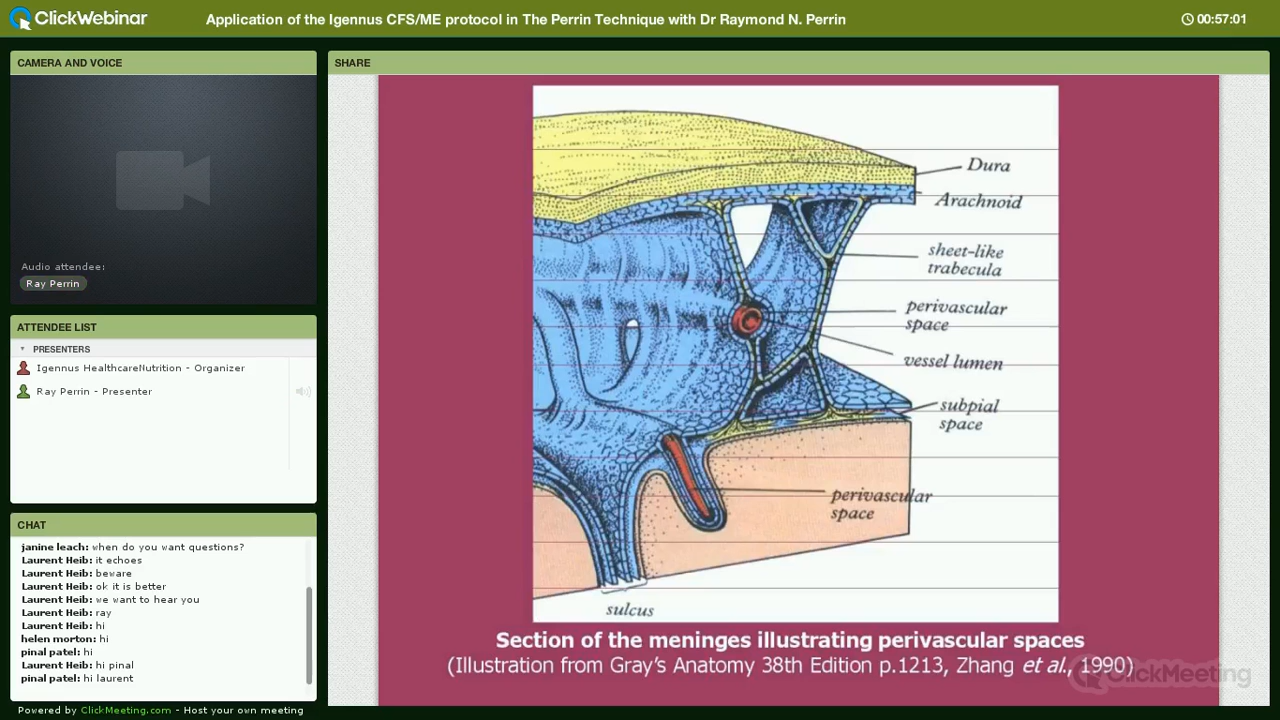 ClickWebinar
Application of the Igennus CFS/ME protocol in The Perrin Technique with Dr Raymond N. Perrin
00:57:01
CAMERA AND VOICE
Audio attendee:
Ray Perrin
ATTENDEE LIST
PRESENTERS
Igennus HealthcareNutrition - Organizer
Ray Perrin - Presenter
CHAT
janine leach: when do you want questions?
Laurent Heib: it echoes
Laurent Heib: beware
Laurent Heib: ok it is better
Laurent Heib: we want to hear you
Laurent Heib: ray
Laurent Heib: hi
helen morton: hi
pinal patel: hi
Laurent Heib: hi pinal
pinal patel: hi laurent
Powered by ClickMeeting.com - Host your own meeting
SHARE
Dura
Arachnoid
sheet-like
trabecula
perivascular
space
vessel lumen
subpial
space
perivascular
space
sulcus
Section of the meninges illustrating perivascular spaces
(Illustration from Gray's Anatomy 38th Edition p.1213, Zhang et al., 1990)
ClickMeeting